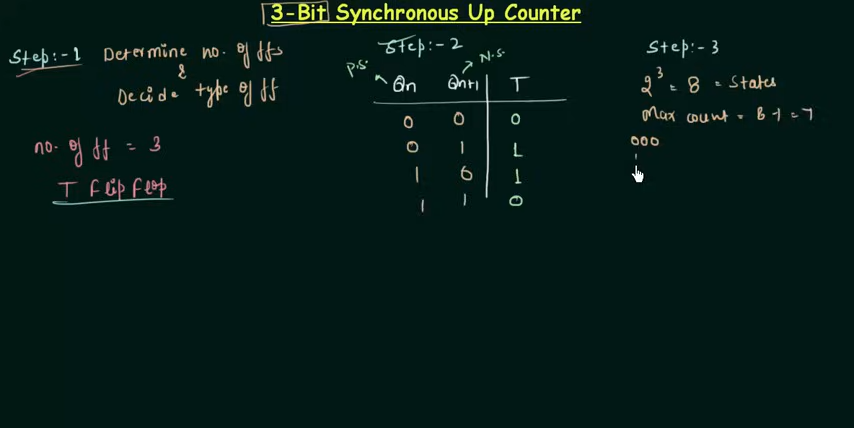 3-Bit Synchronous Up Counter
Step:-1 Determine no. of ffs
&
Decide type of ff
no. of ff = 3
T flip flop
Step:-2
P.S. N.S.
Qn Qn+1 T
0 0 0
0 1 1
1 0 1
1 1 0
Step:-3
2³ = 8 = States
Max count = 8-1 = 7
000